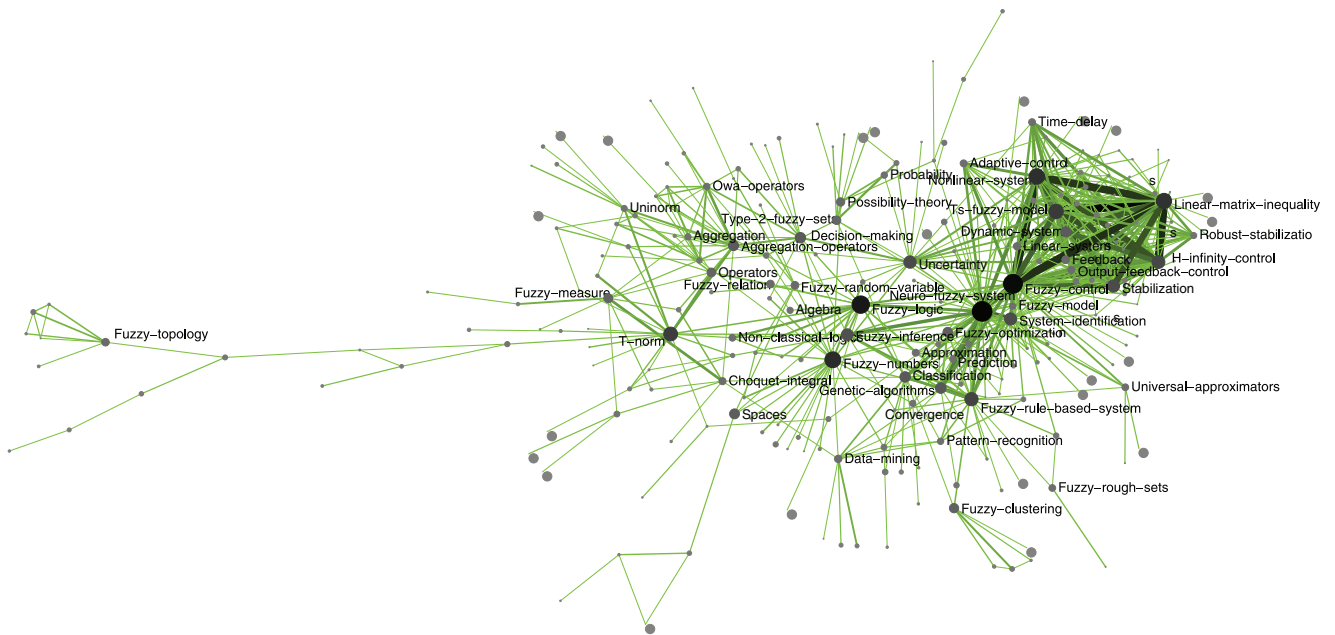 Time-delay
Adaptive-control
Probability
Nonlinear-system
s
Owa-operators
Possibility-theory
Linear-matrix-inequality
Uninorm
Type-2-fuzzy-sets
Ts-fuzzy-model
Dynamic-system
s
Robust-stabilizatio
Aggregation
Decision-making
Aggregation-operators
Linear-system
Uncertainty
Feedback
H-infinity-control
Operators
Output-feedback-control
Fuzzy-relation
Fuzzy-random-variable
Fuzzy-measure
Neuro-fuzzy-system
Fuzzy-control
Stabilization
Algebra
Fuzzy-logic
Fuzzy-model
s
System-identification
Fuzzy-topology
T-norm
Non-classical-logics
Fuzzy-inference
Fuzzy-optimization
Approximation
Fuzzy-numbers
Prediction
Choquet-integral
Classification
Genetic-algorithms
Universal-approximators
Spaces
Convergence
Fuzzy-rule-based-system
Pattern-recognition
Data-mining
Fuzzy-rough-sets
Fuzzy-clustering